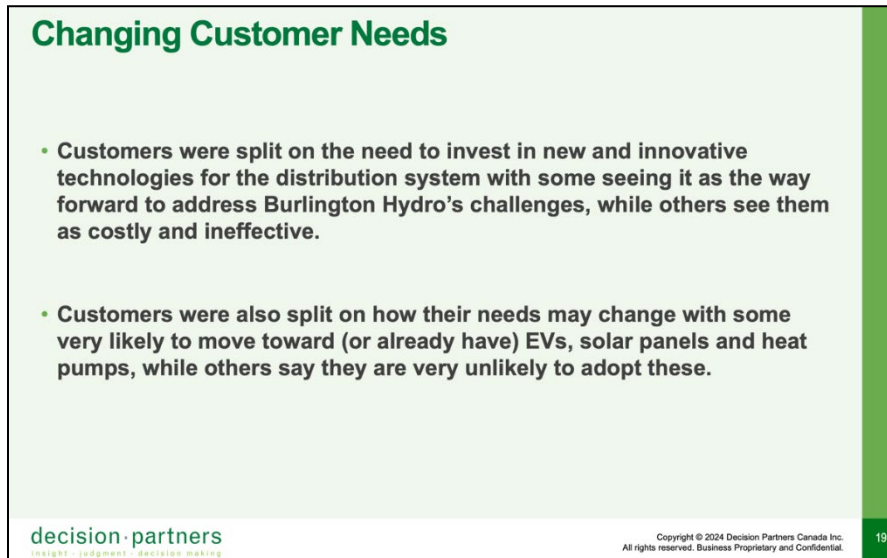 Changing Customer Needs
• Customers were split on the need to invest in new and innovative
technologies for the distribution system with some seeing it as the way
forward to address Burlington Hydro’s challenges, while others see them
as costly and ineffective.
• Customers were also split on how their needs may change with some
very likely to move toward (or already have) EVs, solar panels and heat
pumps, while others say they are very unlikely to adopt these.
decision·partners
insight - judgment - decision making
Copyright © 2024 Decision Partners Canada Inc.
All rights reserved. Business Proprietary and Confidential.
19